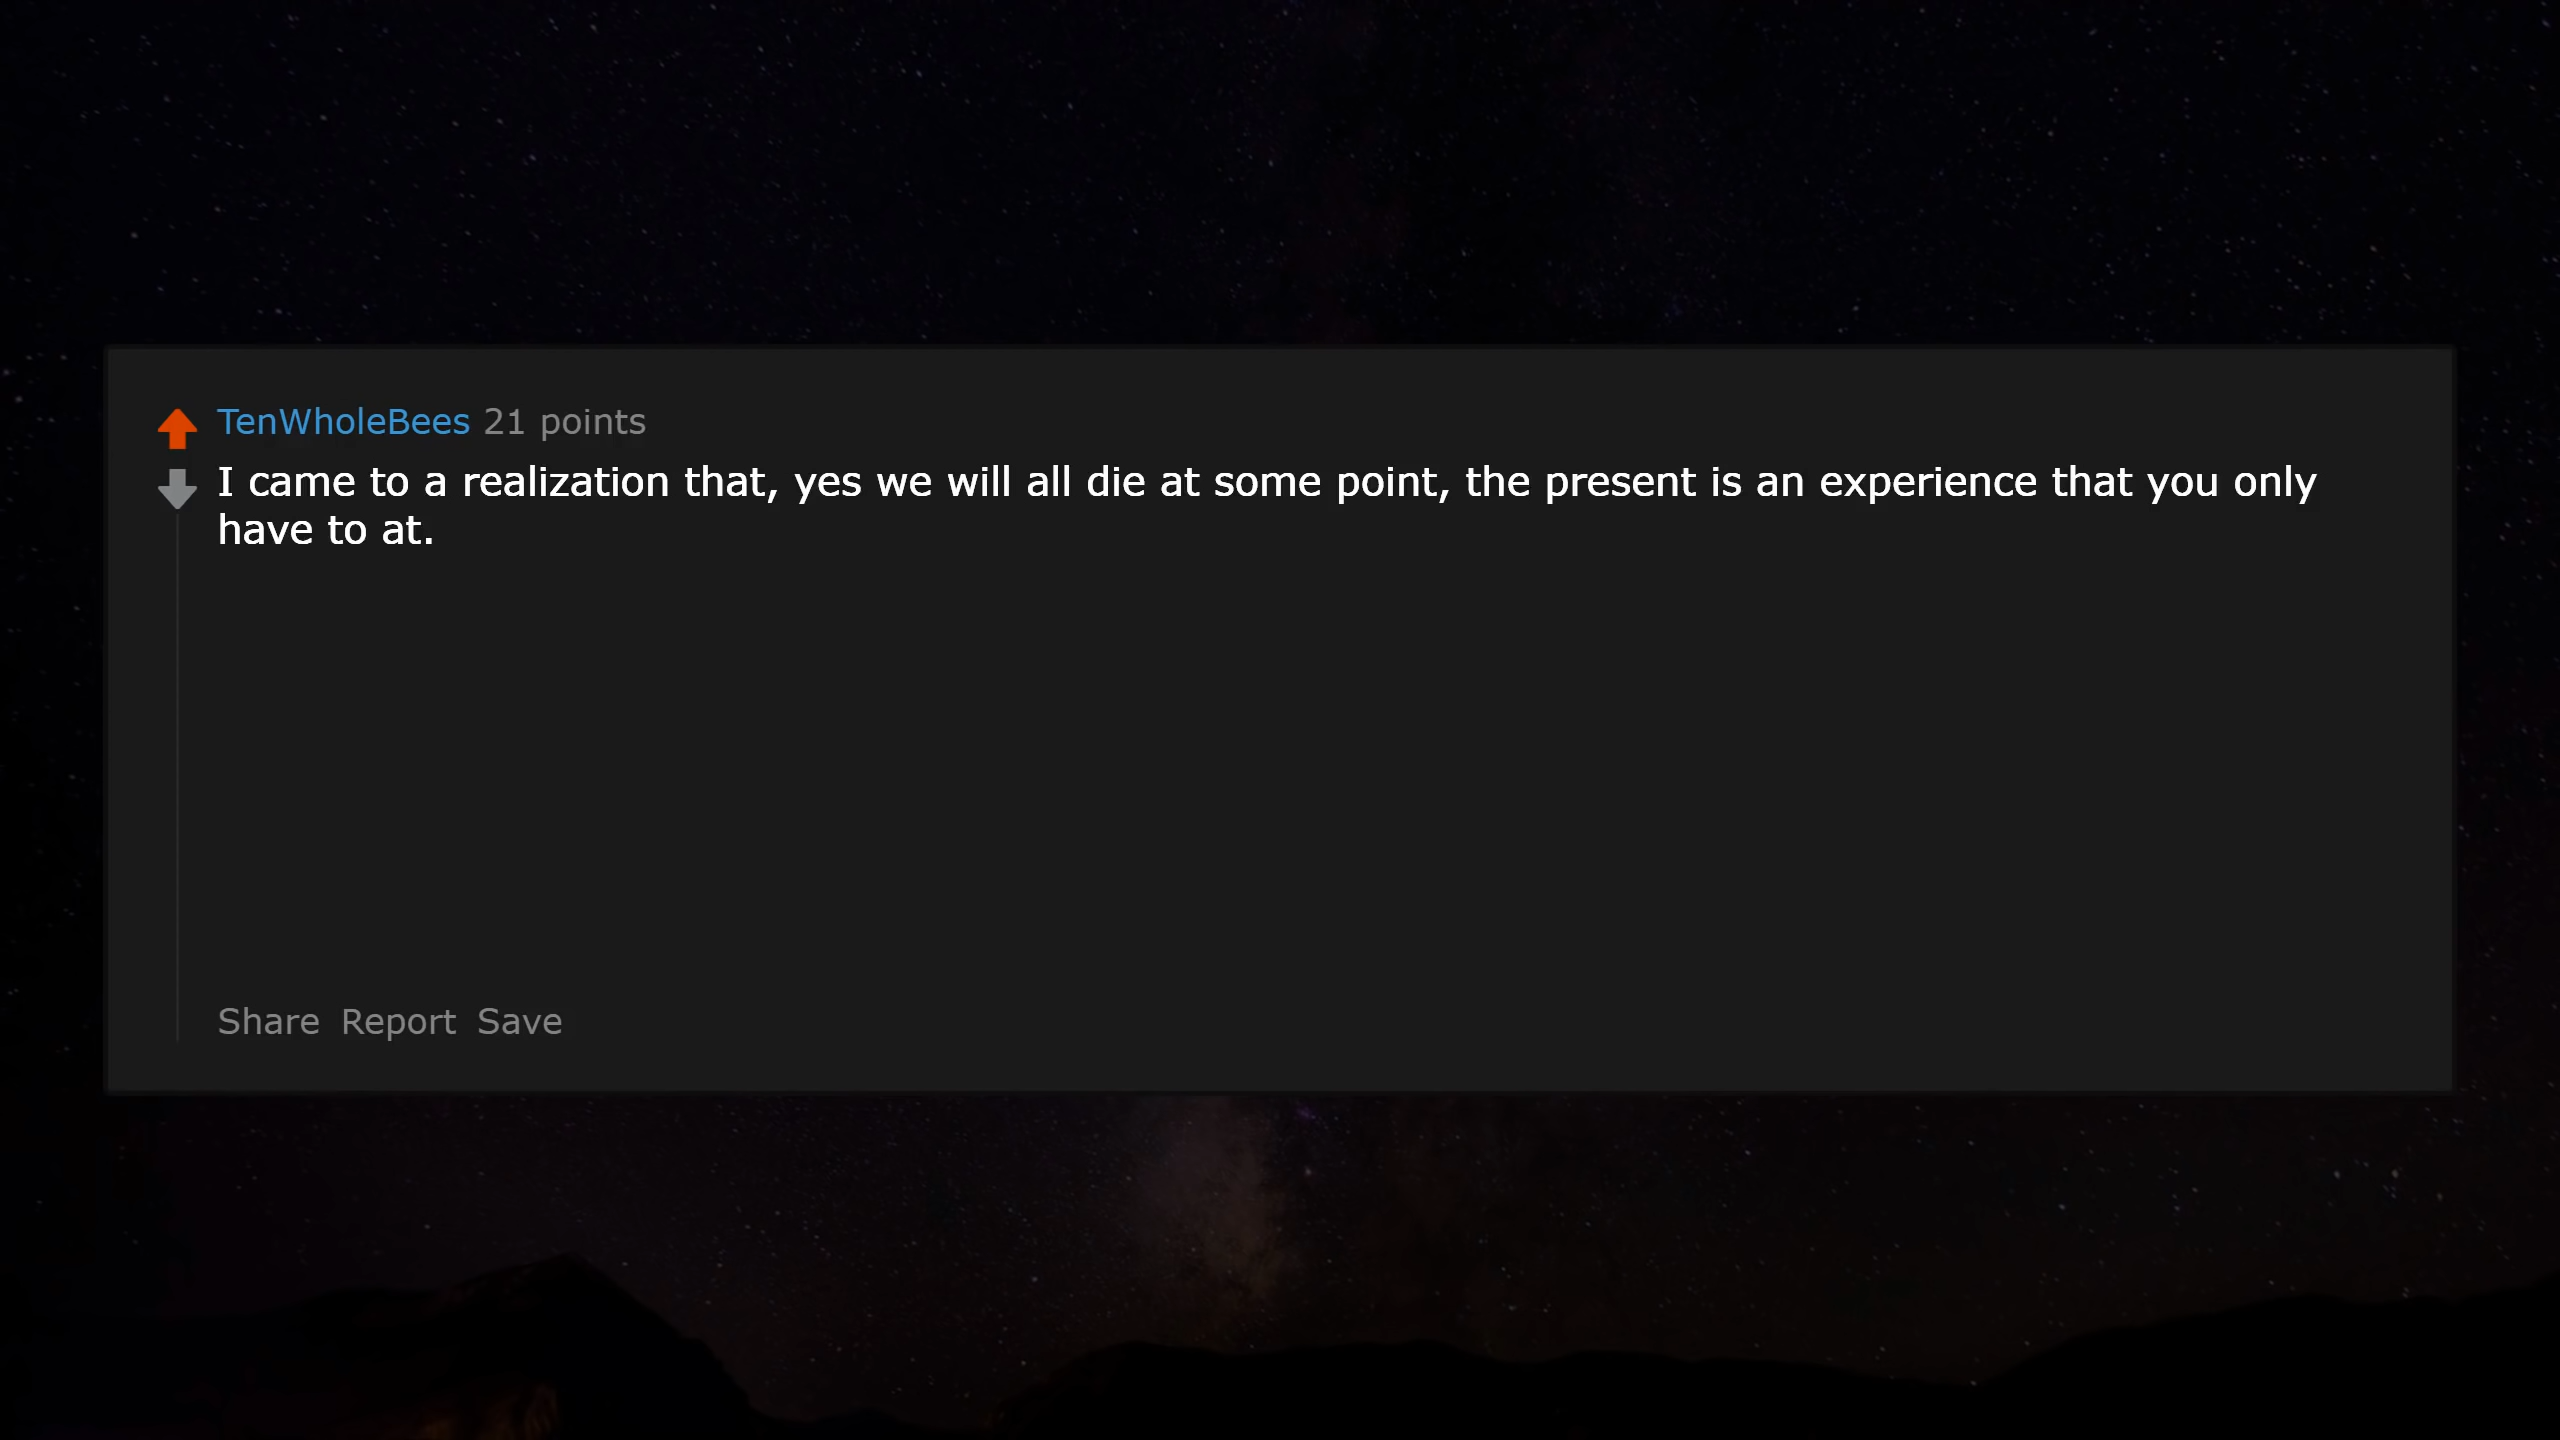 TenWholeBees 21 points
I came to a realization that, yes we will all die at some point, the present is an experience that you only
have to at.
Share Report Save